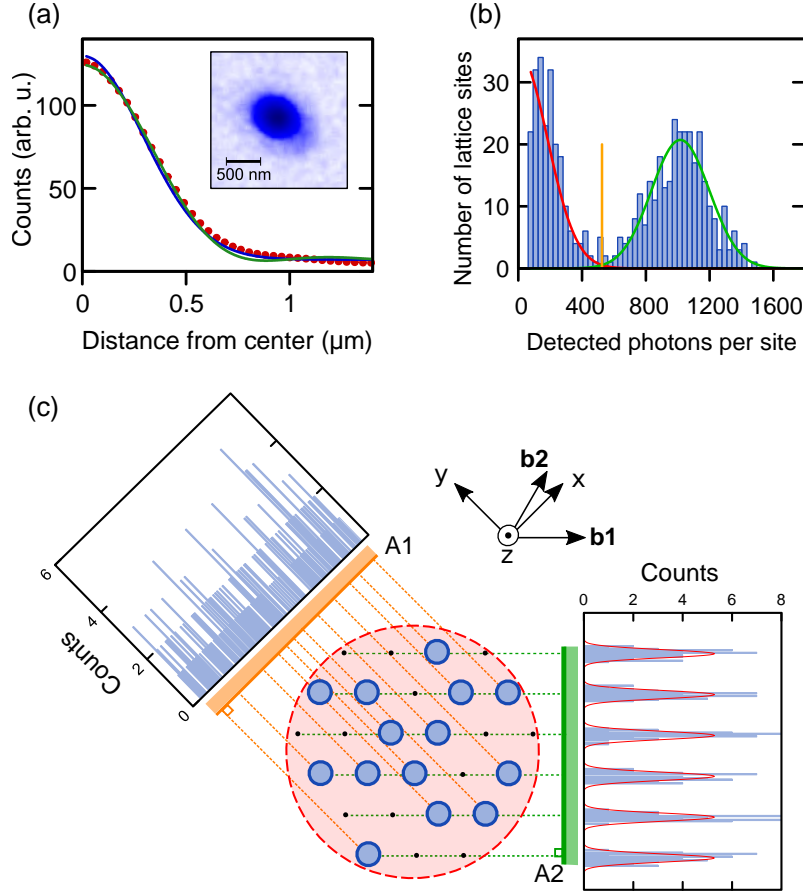 (a)
Counts (arb. u.)
100
50
0
500 nm
0
0.5
1
Distance from center (µm)
(b)
Number of lattice sites
30
20
10
0
0 400 800 1200 1600
Detected photons per site
(c)
6
4
2
0
Counts
A1
y
b2
x
z
b1
Counts
0 2 4 6 8
A2